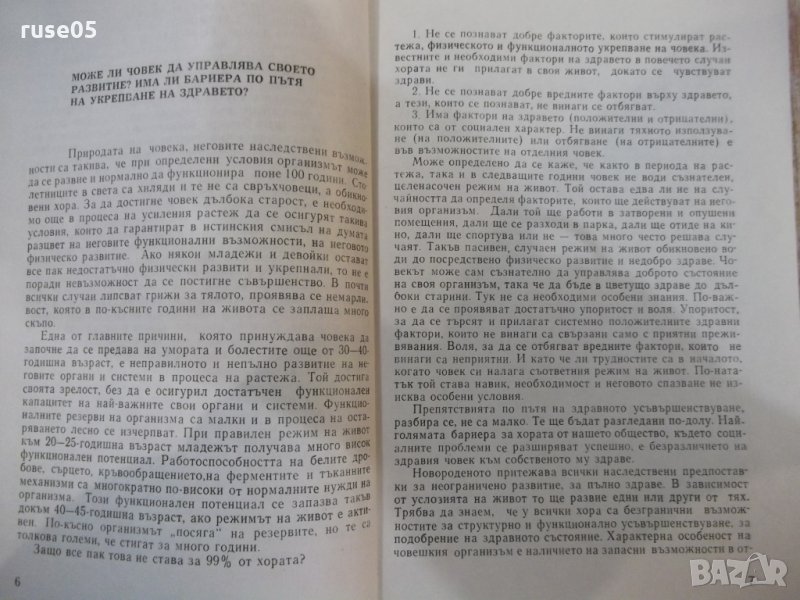 ruse05
МОЖЕ ЛИ ЧОВЕК ДА УПРАВЛЯВА СВОЕТО
РАЗВИТИЕ? ИМА ЛИ БАРИЕРА ПО ПЪТЯ
НА УКРЕПВАНЕ НА ЗДРАВЕТО?
Природата на човека, неговите наследствени възмож-
ности са такива, че при определени условия организмът може
да се развие и нормално да функционира поне 100 години. Сто-
летниците в света са хиляди и те не са свръхчовеци, а обикно-
вени хора. За да достигне човек дълбока старост, е необходи-
мо още в процеса на усиления растеж да се осигурят такива
условия, които да гарантират в истинския смисъл на думата
разцвет на неговите функционални възможности, на неговото
физическо развитие. Ако някои младежи и девойки остават
все пак недостатъчно физически развити и укрепнали, то не е
поради невъзможност да се постигне съвършенство. В почти
всички случаи липсват грижи за тялото, проявява се немарли-
вост, която в по-късните години на живота се заплаща много
скъпо.
Една от главните причини, която принуждава човека да
започне да се предава на умората и болестите още от 30—40-
годишна възраст, е неправилното и непълно развитие на не-
говите органи и системи в процеса на растежа. Той достига
своята зрелост, без да е осигурил достатъчен функционален
капацитет на най-важните свои органи и системи. Функцио-
налните резерви на организма са малки и в процеса на оста-
ряването лесно се изчерпват. При правилен режим на живот
към 20—25-годишна възраст младежът получава много висок
функционален потенциал. Работоспособността на белите дро-
бове, сърцето, кръвообращението,на ферментите и тъканните
механизми са многократно по-високи от нормалните нужди на
организма. Този функционален потенциал се запазва такъв
докъм 40—45-годишна възраст, ако режимът на живот е акти-
вен. По-късно организмът „посяга" на резервите, но те са
толкова големи, че стигат за много години.
Защо все пак това не става за 99% от хората?
6
1. Не се познават добре факторите, които стимулират рас-
тежа, физическото и функционалното укрепване на човека. Из-
вестните и необходими фактори на здравето в повечето случаи
хората не ги прилагат в своя живот, докато се чувствуват
здрави.
2. Не се познават добре вредните фактори върху здравето,
а тези, които се познават, не винаги се отбягват.
3. Има фактори на здравето (положителни и отрицателни),
които са от социален характер. Не винаги тяхното използува-
не (на положителните) или отбягване (на отрицателните) е
във възможностите на отделния човек.
Може определено да се каже, че както в периода на рас-
тежа, така и в следващите години човек не води съзнателен,
целенасочен режим на живот. Той остава едва ли не на слу-
чайността да определя факторите, които ще действуват на него-
вия организъм. Дали той ще работи в затворени и опушени
помещения, дали ще се разходи в парка, дали ще отиде на ки-
но, дали ще спортува или не — това много често решава слу-
чаят. Такъв пасивен, случаен режим на живот обикновено во-
ди до посредствено физическо развитие и недобро здраве. Чо-
векът може сам съзнателно да управлява доброто състояние
на своя организъм, така че да бъде в цветущо здраве до дъл-
боки старини. Тук не са необходими особени знания. По-важ-
но е да се проявяват достатъчно упоритост и воля. Упоритост,
за да се търсят и прилагат системно положителните здравни
фактори, които не винаги са свързани само с приятни прежи-
вявания. Воля, за да се отбягват вредните фактори, които не
винаги са неприятни. И като че ли трудностите са в началото,
когато човек си налага съответния режим на живот. По-ната-
тък той става навик, необходимост и неговото спазване не из-
исква особени условия.
Препятствията по пътя на здравното усъвършенствуване,
разбира се, не са малко. Те ще бъдат разгледани по-долу. Най-
голямата бариера за хората от нашето общество, където соци-
алните проблеми се разширяват успешно, е безразличието на
здравия човек към собственото му здраве.
Новороденото притежава всички наследствени предпостав-
ки за неограничено развитие, за пълно здраве. В зависимост
от услозията на живот то ще развие едни или други от тях.
Трябва да знаем, че у всички хора са безгранични възмож-
ностите за структурно и функционално усъвършенствуване, за
подобрение на здравното състояние. Характерна особеност на
човешкия организъм е наличието на запасни възможности в от-
7
BAZAR
bg